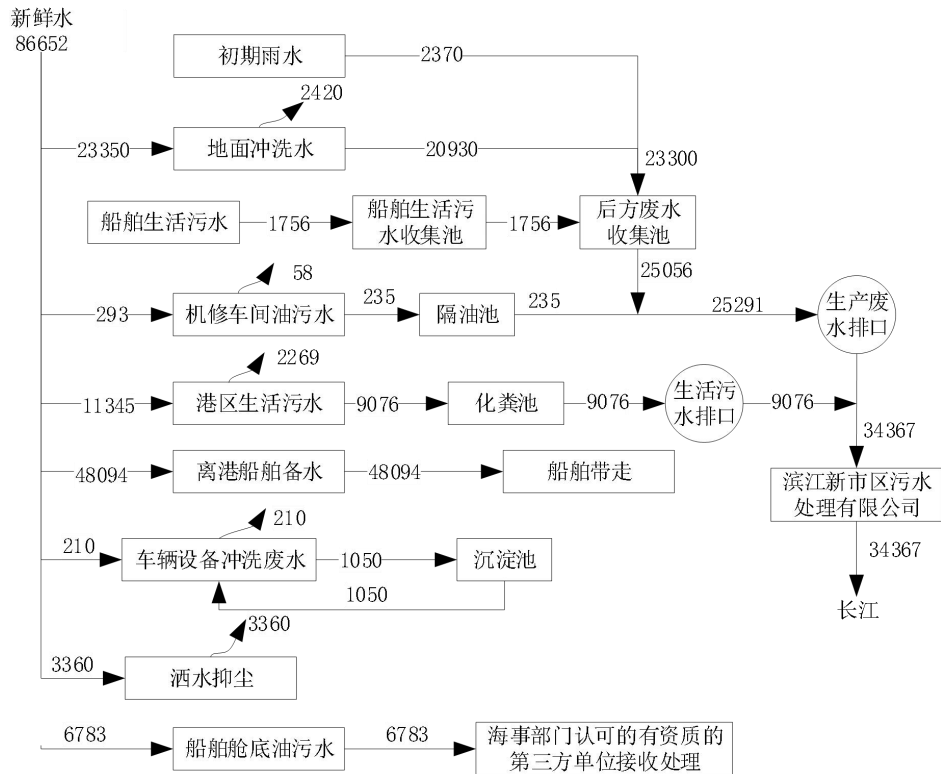 新鲜水
86652
初期雨水
2370
2420
23350
地面冲洗水
20930
23300
船舶生活污水
1756
船舶生活污
水收集池
1756
后方废水
收集池
25056
58
293
机修车间油污水
235
隔油池
235
25291
生产废
水排口
2269
11345
港区生活污水
9076
化粪池
9076
生活污
水排口
9076
34367
48094
离港船舶备水
48094
船舶带走
滨江新市区污水
处理有限公司
210
210
车辆设备冲洗废水
1050
沉淀池
1050
34367
长江
3360
3360
洒水抑尘
6783
船舶舱底油污水
6783
海事部门认可的有资质的
第三方单位接收处理